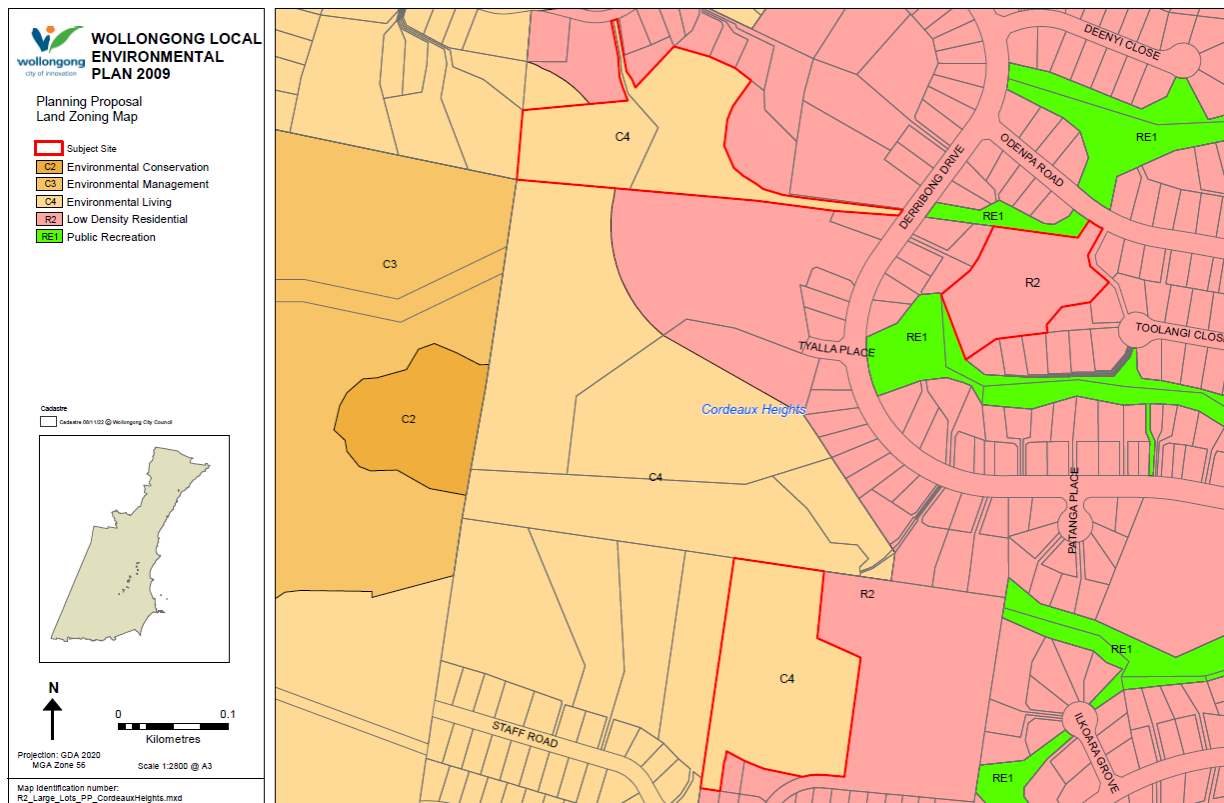 wollongong
city of innovation
WOLLONGONG LOCAL
ENVIRONMENTAL
PLAN 2009
Planning Proposal
Land Zoning Map
Subject Site
C2 Environmental Conservation
C3 Environmental Management
C4 Environmental Living
R2 Low Density Residential
RE1 Public Recreation
Cadastre
Cadastre 08/11/22 © Wollongong City Council
N
0 0.1
Kilometres
Projection: GDA 2020
MGA Zone 56
Scale 1:2800 @ A3
Map Identification number:
R2_Large_Lots_PP_CordeauxHeights.mxd
DEENYI CLOSE
C4
RE1
ODENPA ROAD
DERRIBONG DRIVE
RE1
C3
R2
RE1
TOOLANGI CLOSE
TYALLA PLACE
Cordeaux Heights
C2
C4
PATANGA PLACE
R2
RE1
C4
STAFF ROAD
ILKOARA GROVE
RE1